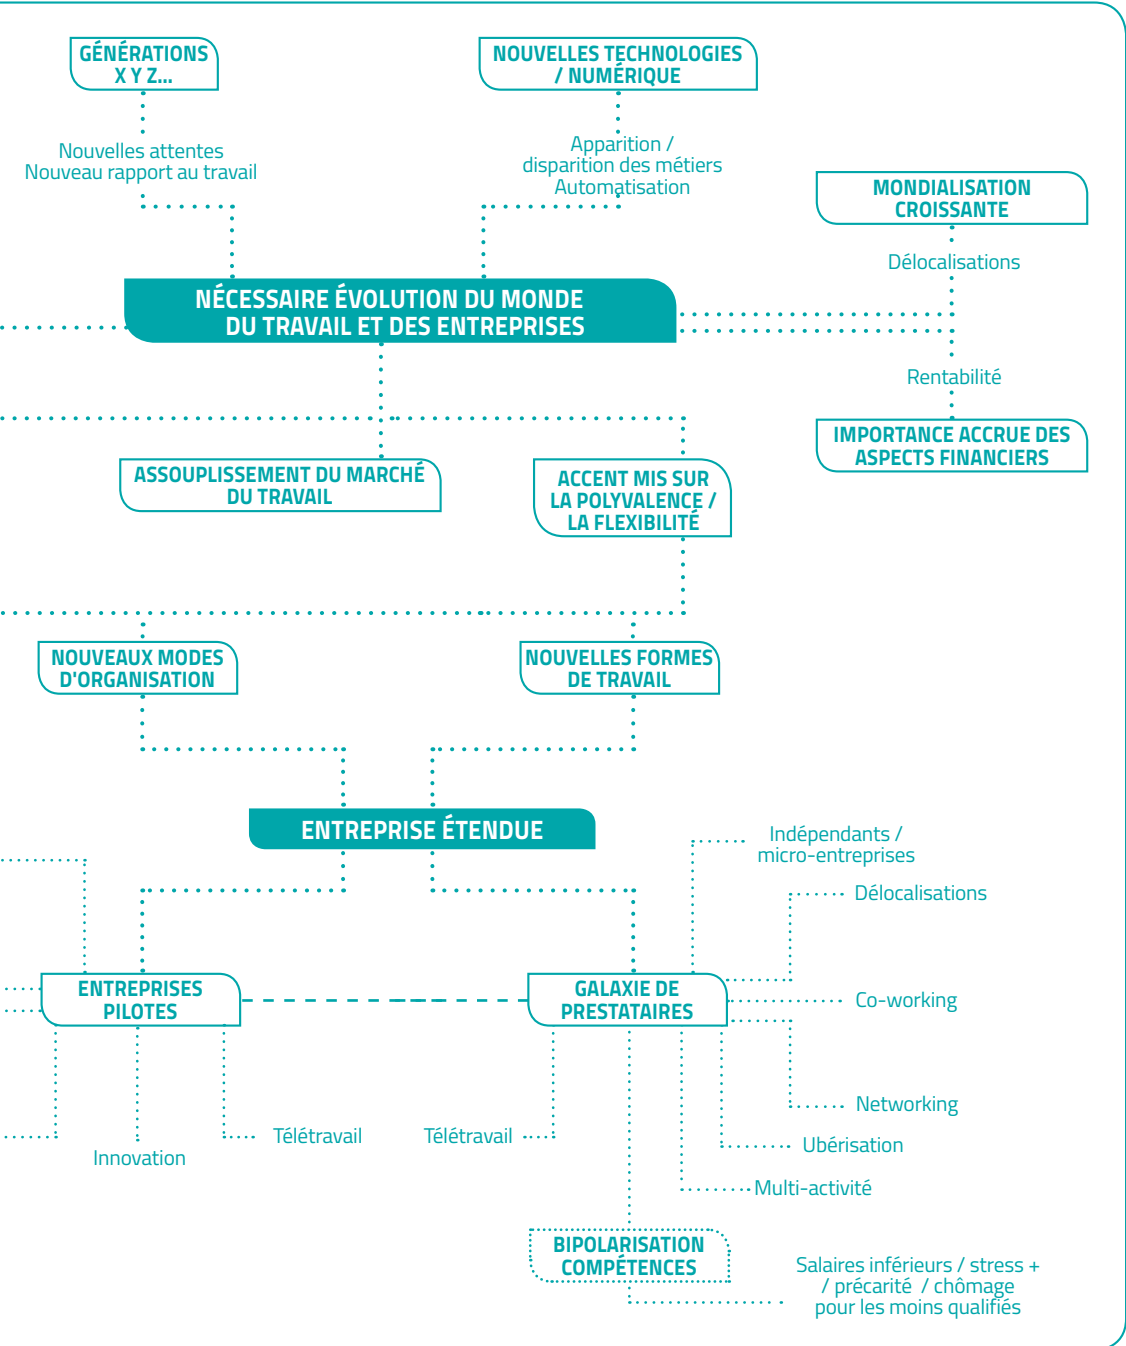 GÉNÉRATIONS
X Y Z...
NOUVELLES TECHNOLOGIES
/ NUMÉRIQUE
Nouvelles attentes
Nouveau rapport au travail
Apparition /
disparition des métiers
Automatisation
MONDIALISATION
CROISSANTE
Délocalisations
NÉCESSAIRE ÉVOLUTION DU MONDE
DU TRAVAIL ET DES ENTREPRISES
Rentabilité
IMPORTANCE ACCRUE DES
ASPECTS FINANCIERS
ASSOUPLISSEMENT DU MARCHÉ
DU TRAVAIL
ACCENT MIS SUR
LA POLYVALENCE /
LA FLEXIBILITÉ
NOUVEAUX MODES
D'ORGANISATION
NOUVELLES FORMES
DE TRAVAIL
ENTREPRISE ÉTENDUE
Indépendants /
micro-entreprises
Délocalisations
ENTREPRISES
PILOTES
GALAXIE DE
PRESTATAIRES
Co-working
Networking
Innovation
Télétravail
Télétravail
Ubérisation
Multi-activité
BIPOLARISATION
COMPÉTENCES
Salaires inférieurs / stress +
/ précarité / chômage
pour les moins qualifiés